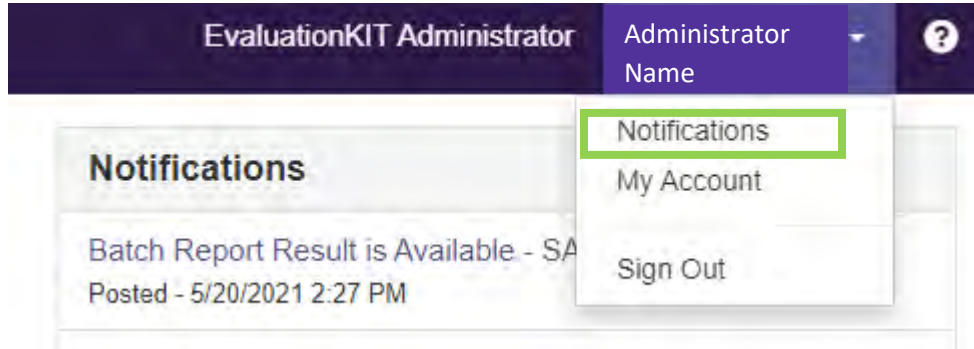 EvaluationKIT Administrator
Administrator
Name
?
Notifications
My Account
Sign Out
Notifications
Batch Report Result is Available - SA
Posted - 5/20/2021 2:27 PM